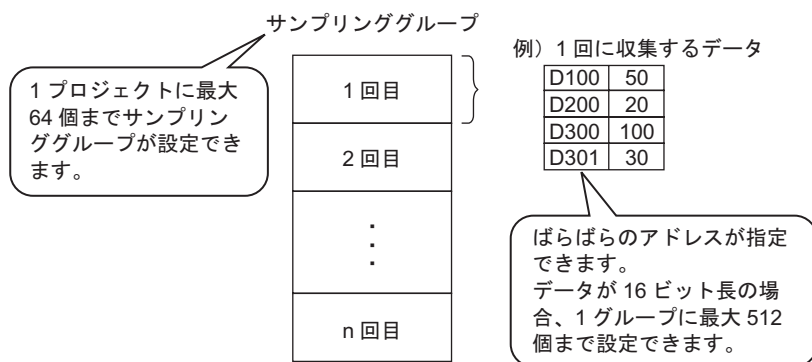 サンプリンググループ
1 プロジェクトに最大
64 個までサンプリン
ググループが設定でき
ます。
1 回目
2 回目
・
・
・
n 回目
例）1 回に収集するデータ
D100 50
D200 20
D300 100
D301 30
ばらばらのアドレスが指定
できます。
データが 16 ビット長の場
合、1 グループに最大 512
個まで設定できます。